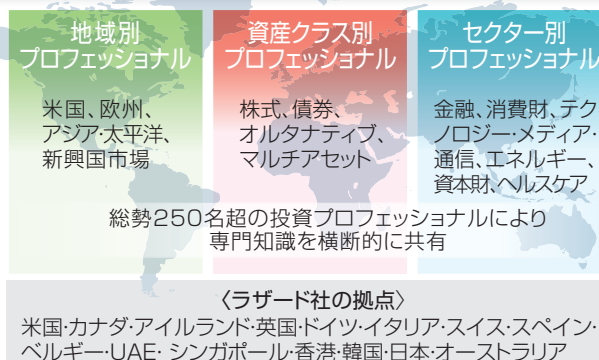 地域別
プロフェッショナル
米国、欧州、
アジア・太平洋、
新興国市場
資産クラス別
プロフェッショナル
株式、債券、
オルタナティブ、
マルチアセット
セクター別
プロフェッショナル
金融、消費財、テク
ノロジー・メディア・
通信、エネルギー、
資本財、ヘルスケア
総勢250名超の投資プロフェッショナルにより
専門知識を横断的に共有
〈ラザード社の拠点〉
米国・カナダ・アイルランド・英国・ドイツ・イタリア・スイス・スペイン・
ベルギー・UAE・ シンガポール・香港・韓国・日本・オーストラリア